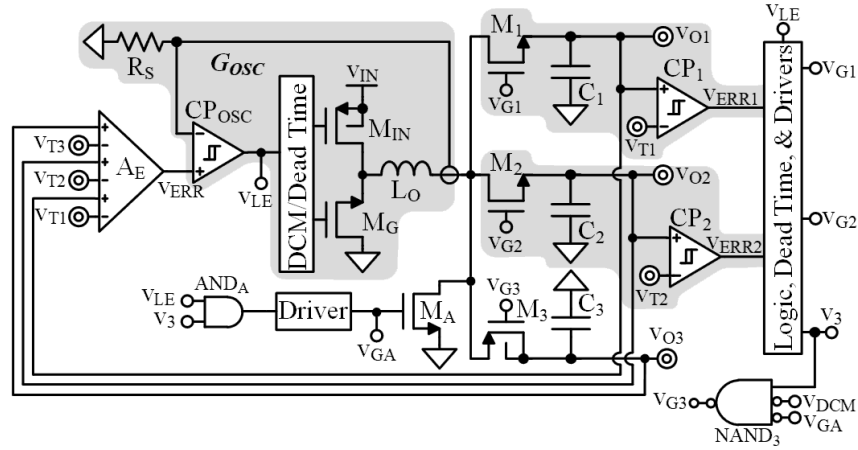 R_S
G_OSC
CP_OSC
A_E
V_T3
V_T2
V_T1
V_ERR
V_LE
DCM/Dead Time
V_IN
M_IN
M_G
L_O
M_1
V_G1
C_1
V_O1
CP_1
V_ERR1
V_T1
M_2
V_G2
C_2
V_O2
CP_2
V_ERR2
V_T2
V_LE
Logic, Dead Time, & Drivers
V_G1
V_G2
V_3
AND_A
V_LE
V_3
Driver
V_GA
M_A
V_G3
M_3
C_3
V_O3
V_G3
NAND_3
V_DCM
V_GA